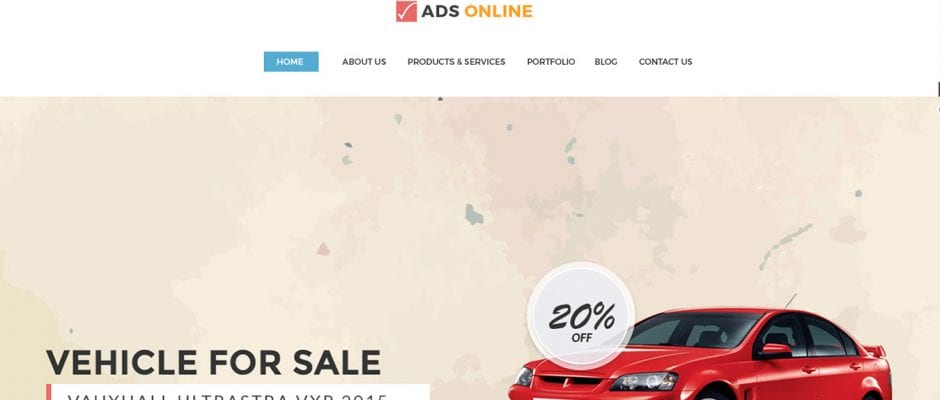 ADS ONLINE
HOME ABOUT US PRODUCTS & SERVICES PORTFOLIO BLOG CONTACT US
20%
OFF
VEHICLE FOR SALE
VAUXHALL ULTRASTRA VXR 2015